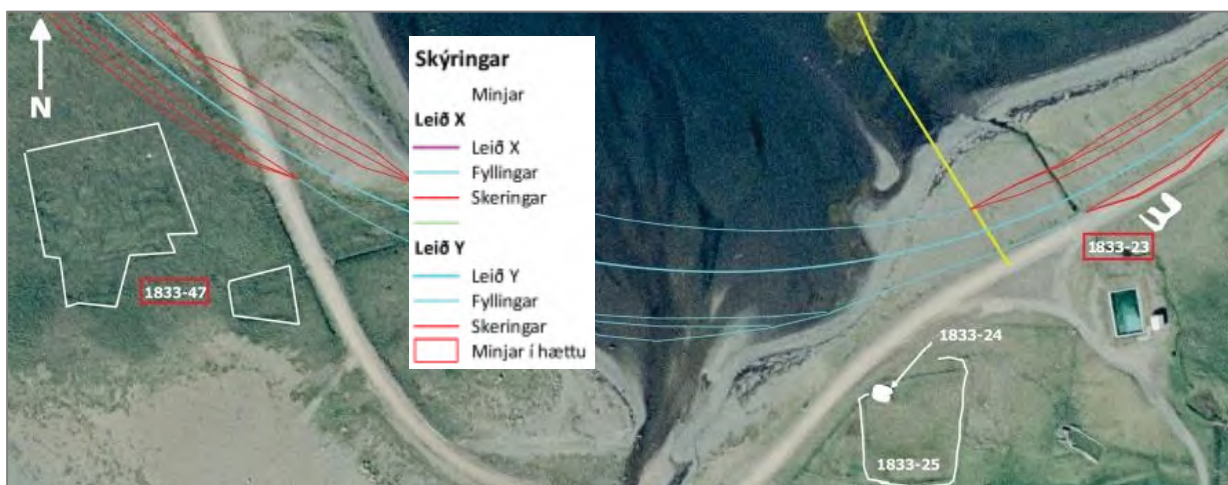 N
Skýringar
Minjar
Leið X
Leið X
Fyllingar
Skeringar
Leið Y
Leið Y
Fyllingar
Skeringar
Minjar í hættu
1833-47
1833-23
1833-24
1833-25